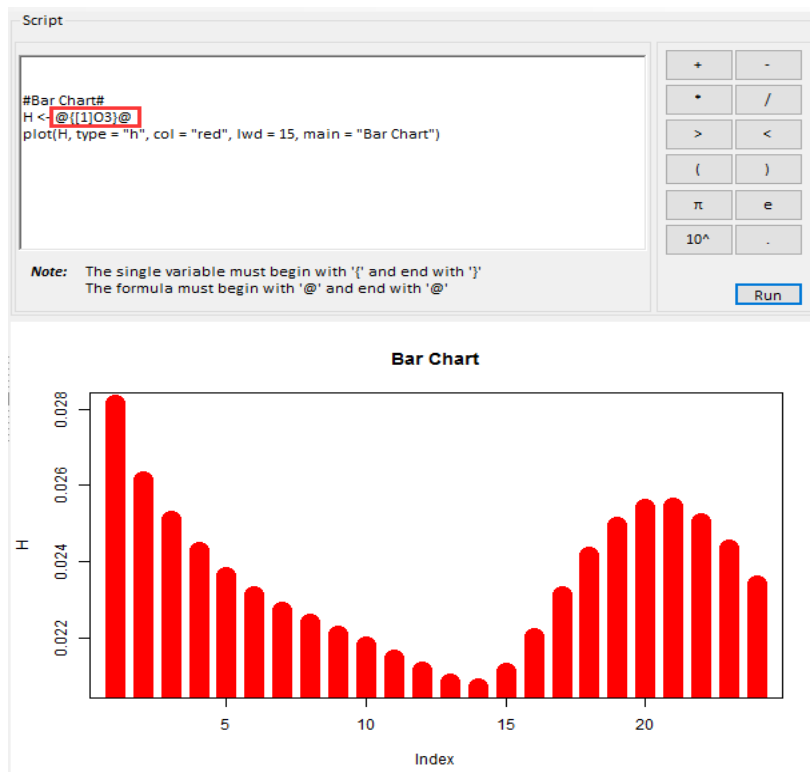 Script
#Bar Chart#
H <- @{[1]O3}@
plot(H, type = "h", col = "red", lwd = 15, main = "Bar Chart")
+ -
* /
> <
( )
π e
10^ .
Note: The single variable must begin with '{' and end with '}'
The formula must begin with '@' and end with '@'
Run
Bar Chart
0.028
0.026
0.024
0.022
H
5 10 15 20
Index